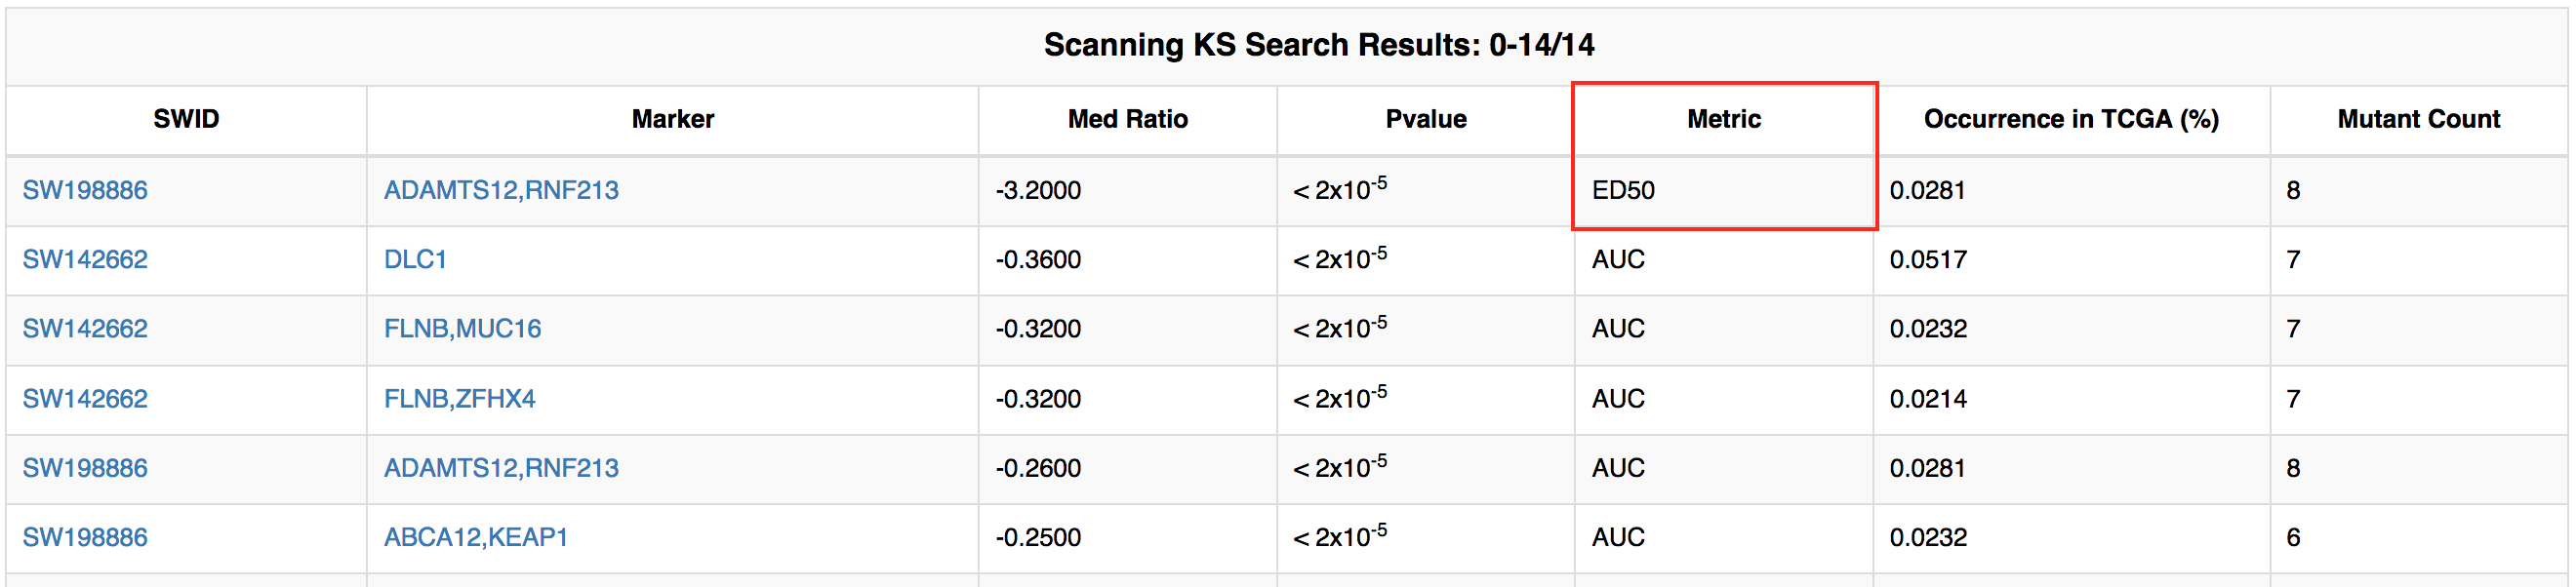 Scanning KS Search Results: 0-14/14
SWID Marker Med Ratio Pvalue Metric Occurrence in TCGA (%) Mutant Count
SW198886 ADAMTS12,RNF213 -3.2000 < 2x10⁻⁵ ED50 0.0281 8
SW142662 DLC1 -0.3600 < 2x10⁻⁵ AUC 0.0517 7
SW142662 FLNB,MUC16 -0.3200 < 2x10⁻⁵ AUC 0.0232 7
SW142662 FLNB,ZFHX4 -0.3200 < 2x10⁻⁵ AUC 0.0214 7
SW198886 ADAMTS12,RNF213 -0.2600 < 2x10⁻⁵ AUC 0.0281 8
SW198886 ABCA12,KEAP1 -0.2500 < 2x10⁻⁵ AUC 0.0232 6